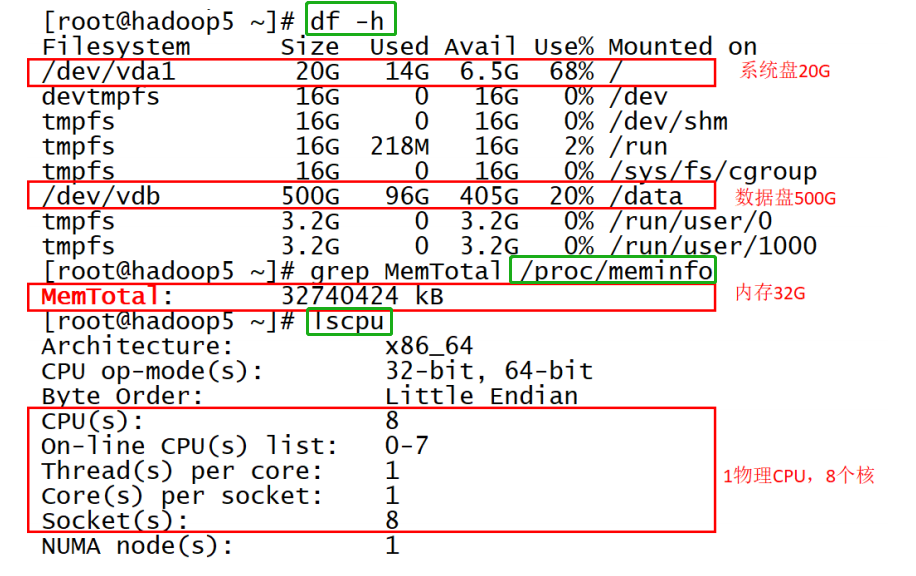 [root@hadoop5 ~]# df -h
Filesystem Size Used Avail Use% Mounted on
/dev/vda1 20G 14G 6.5G 68% / 系统盘20G
devtmpfs 16G 0 16G 0% /dev
tmpfs 16G 0 16G 0% /dev/shm
tmpfs 16G 218M 16G 2% /run
tmpfs 16G 0 16G 0% /sys/fs/cgroup
/dev/vdb 500G 96G 405G 20% /data 数据盘500G
tmpfs 3.2G 0 3.2G 0% /run/user/0
tmpfs 3.2G 0 3.2G 0% /run/user/1000
[root@hadoop5 ~]# grep MemTotal /proc/meminfo
MemTotal: 32740424 kB 内存32G
[root@hadoop5 ~]# lscpu
Architecture: x86_64
CPU op-mode(s): 32-bit, 64-bit
Byte Order: Little Endian
CPU(s): 8
On-line CPU(s) list: 0-7
Thread(s) per core: 1
Core(s) per socket: 1
1物理CPU，8个核
Socket(s): 8
NUMA node(s): 1